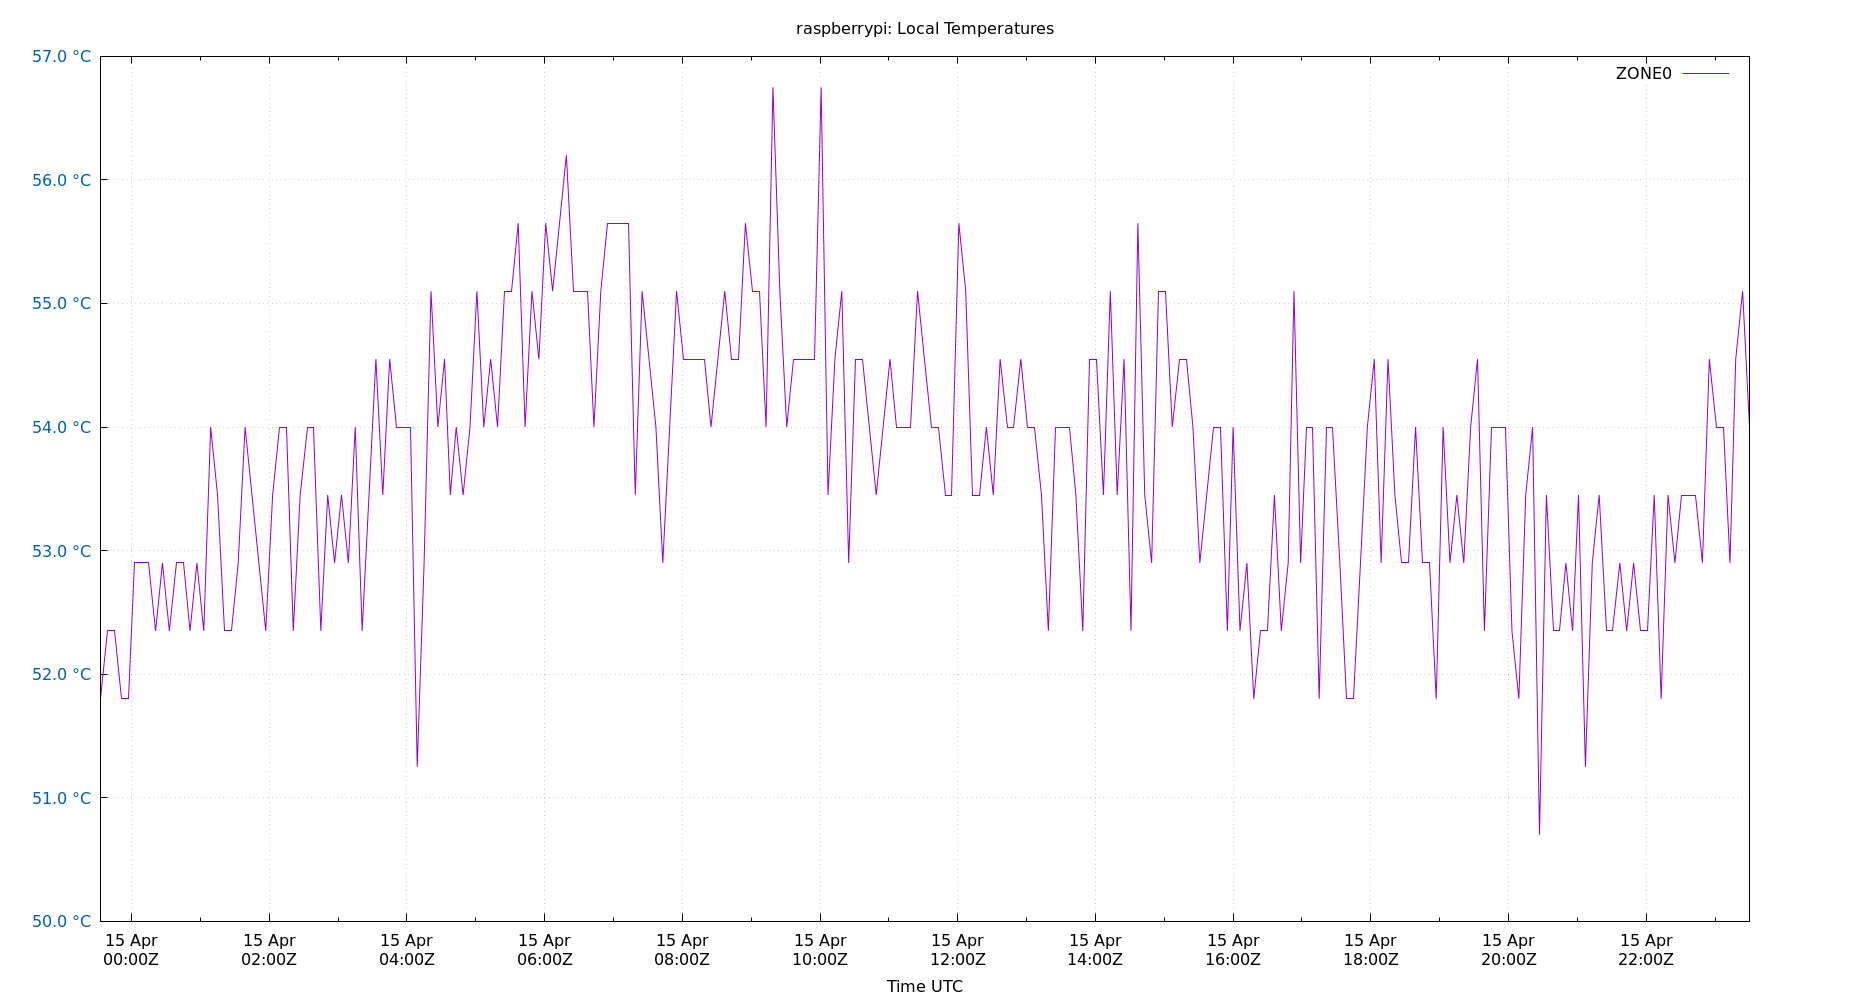 raspberrypi: Local Temperatures
57.0 °C
ZONE0
56.0 °C
55.0 °C
54.0 °C
53.0 °C
52.0 °C
51.0 °C
50.0 °C
15 Apr 15 Apr 15 Apr 15 Apr 15 Apr 15 Apr 15 Apr 15 Apr 15 Apr 15 Apr 15 Apr 15 Apr
00:00Z 02:00Z 04:00Z 06:00Z 08:00Z 10:00Z 12:00Z 14:00Z 16:00Z 18:00Z 20:00Z 22:00Z
Time UTC